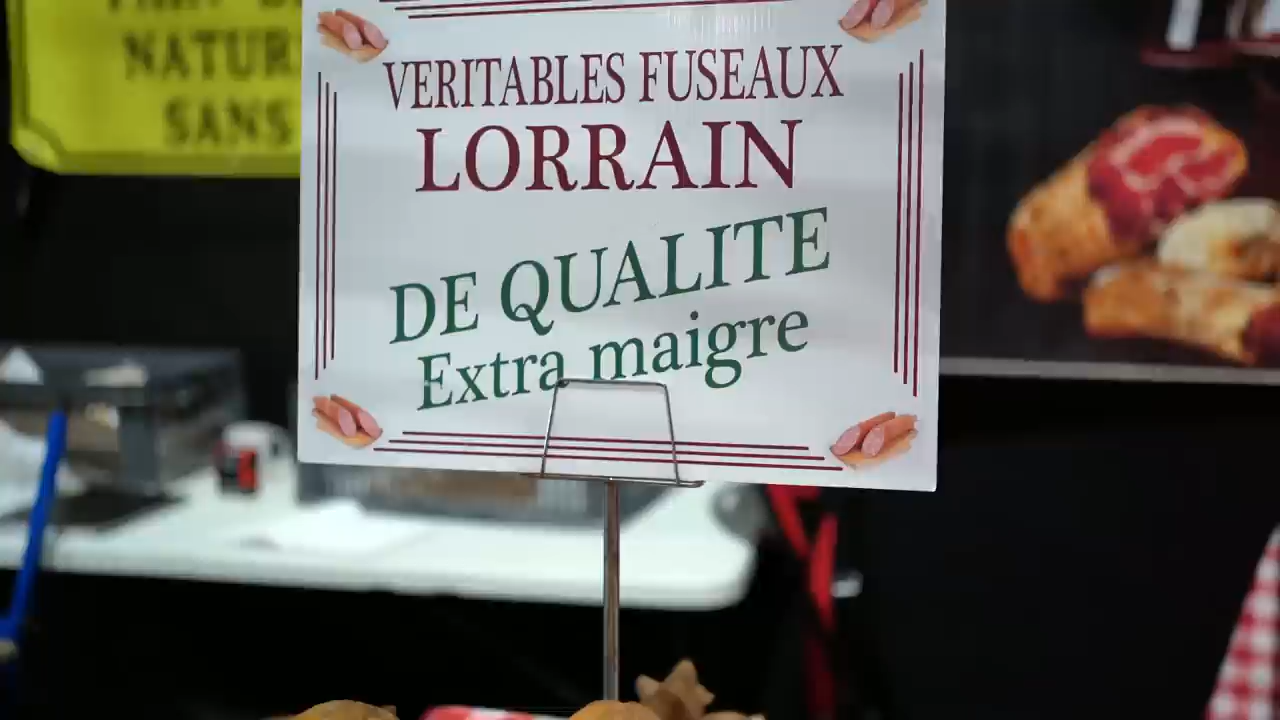 NATUR
SANS
VERITABLES FUSEAUX
LORRAIN
DE QUALITE
Extra maigre